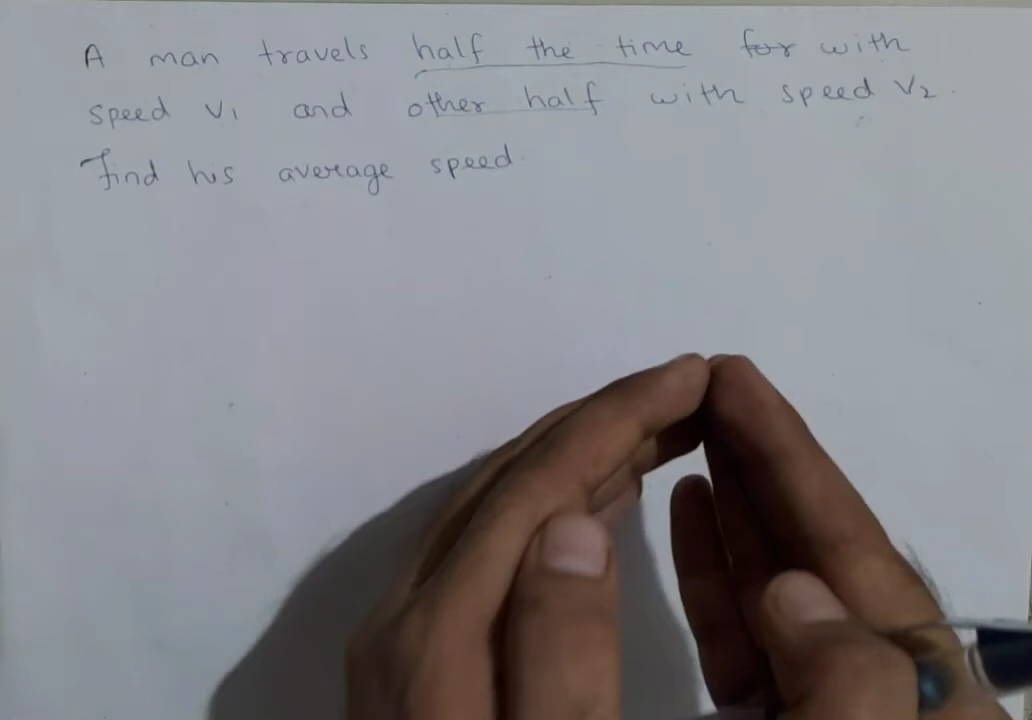 A man travels half the time for with
speed V₁ and other half with speed V₂.
Find his average speed.